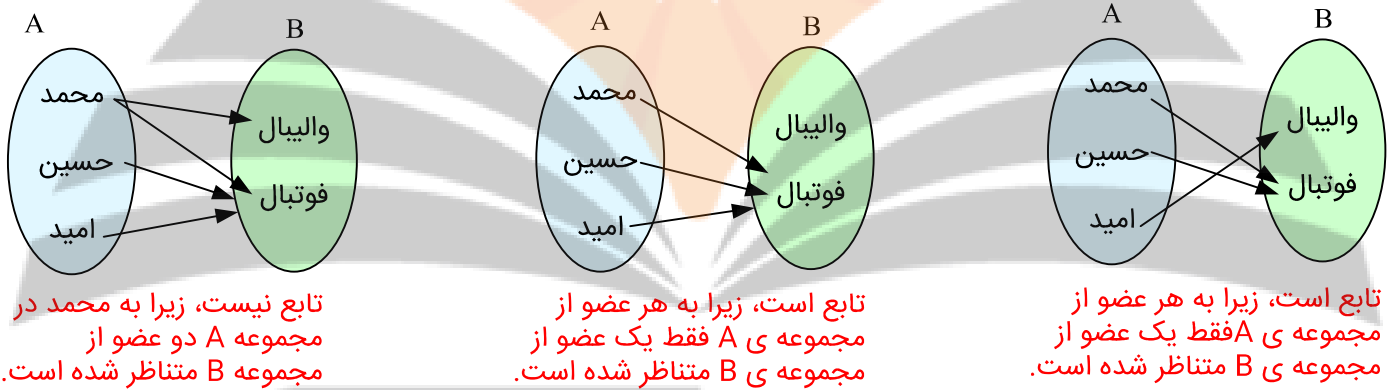 A
B
محمد
حسین
امید
والیبال
فوتبال
تابع است، زیرا به هر عضو از
مجموعه ی A فقط یک عضو از
مجموعه ی B متناظر شده است.
A
B
محمد
حسین
امید
والیبال
فوتبال
تابع است، زیرا به هر عضو از
مجموعه ی A فقط یک عضو از
مجموعه ی B متناظر شده است.
A
B
محمد
حسین
امید
والیبال
فوتبال
تابع نیست، زیرا به محمد در
مجموعه A دو عضو از
مجموعه B متناظر شده است.